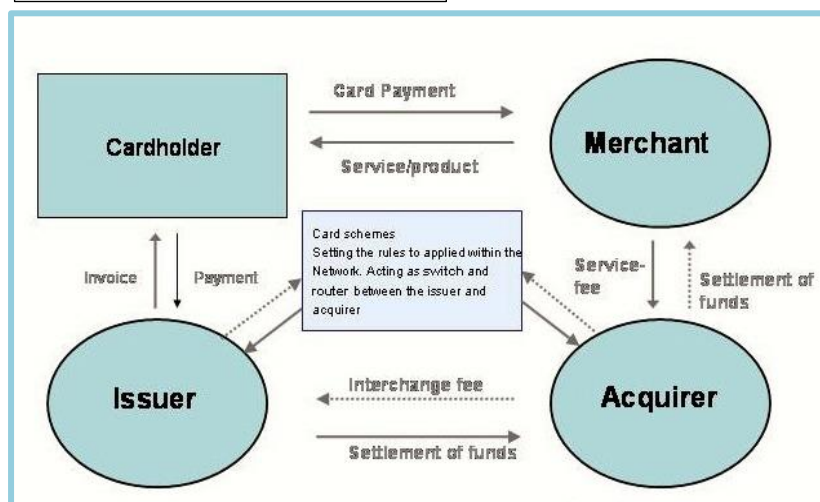 Card Payment
Cardholder
Merchant
Service/product
Card schemes
Setting the rules to applied within the
Network. Acting as switch and
router between the issuer and
acquirer
Invoice
Payment
Service-
fee
Settlement of
funds
Issuer
Interchange fee
Acquirer
Settlement of funds